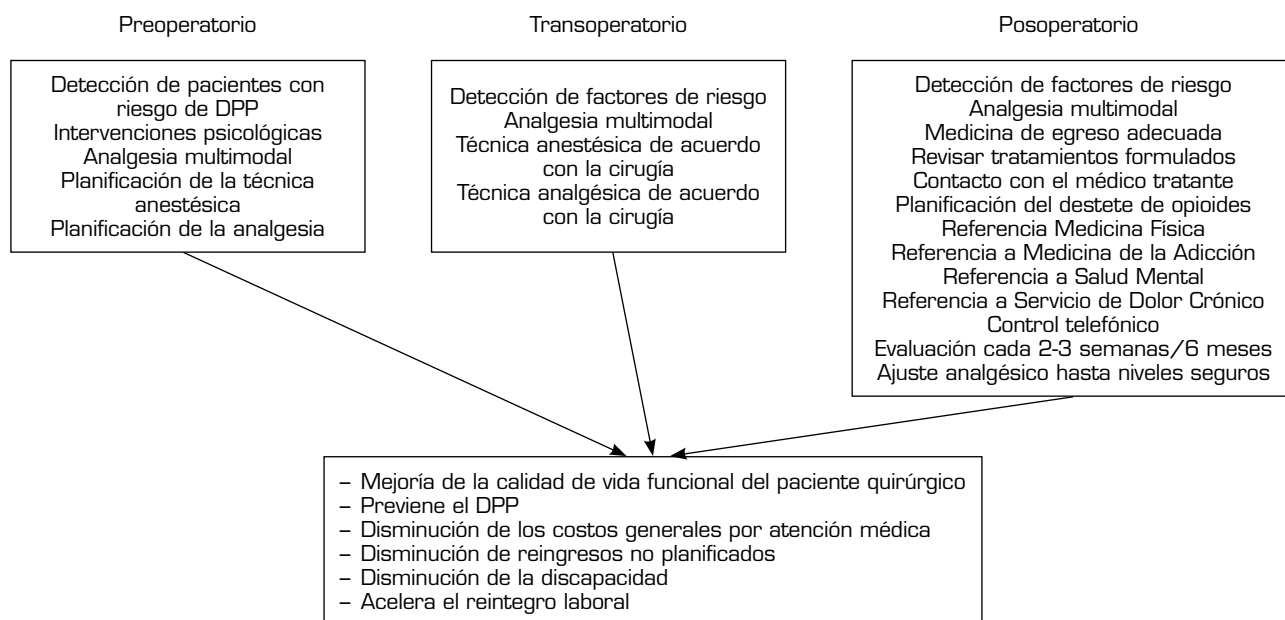 Preoperatorio
Detección de pacientes con
riesgo de DPP
Intervenciones psicológicas
Analgesia multimodal
Planificación de la técnica
anestésica
Planificación de la analgesia
Transoperatorio
Detección de factores de riesgo
Analgesia multimodal
Técnica anestésica de acuerdo
con la cirugía
Técnica analgésica de acuerdo
con la cirugía
Posoperatorio
Detección de factores de riesgo
Analgesia multimodal
Medicina de egreso adecuada
Revisar tratamientos formulados
Contacto con el médico tratante
Planificación del destete de opioides
Referencia Medicina Física
Referencia a Medicina de la Adicción
Referencia a Salud Mental
Referencia a Servicio de Dolor Crónico
Control telefónico
Evaluación cada 2-3 semanas/6 meses
Ajuste analgésico hasta niveles seguros
– Mejoría de la calidad de vida funcional del paciente quirúrgico
– Previene el DPP
– Disminución de los costos generales por atención médica
– Disminución de reingresos no planificados
– Disminución de la discapacidad
– Acelera el reintegro laboral